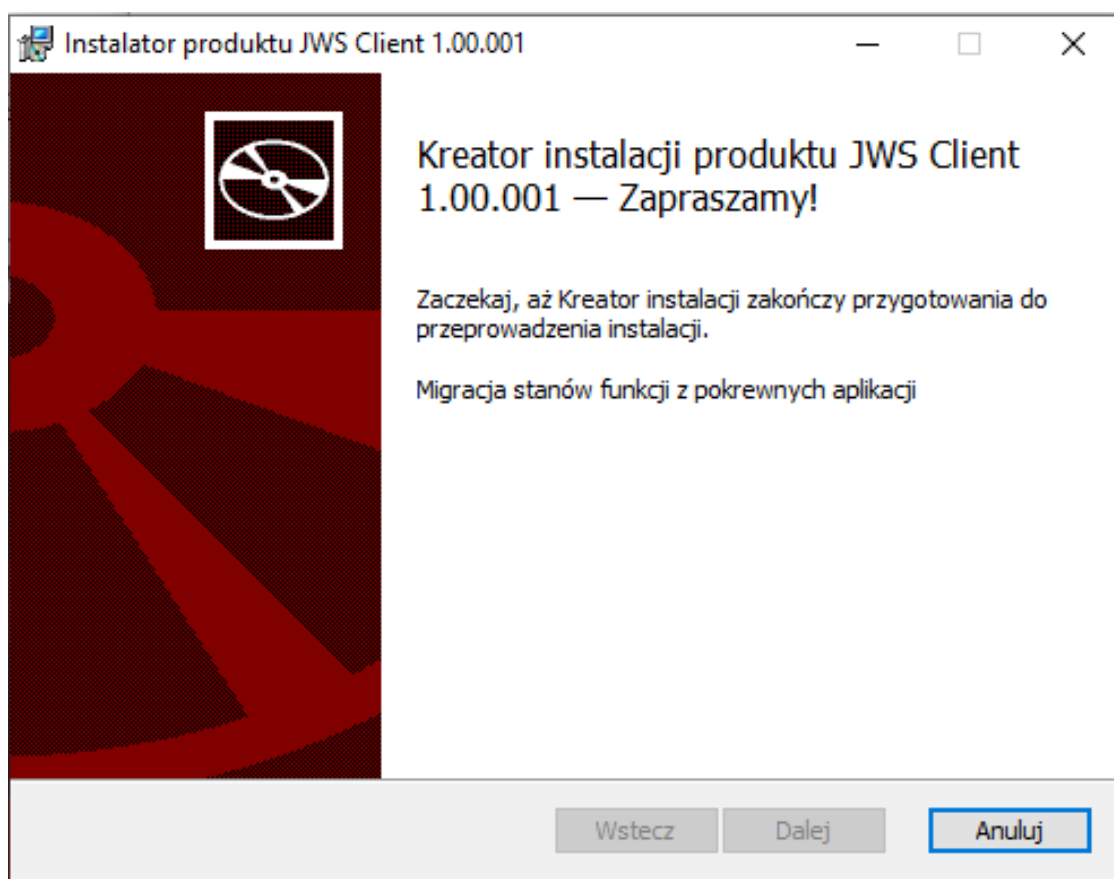 Instalator produktu JWS Client 1.00.001
Kreator instalacji produktu JWS Client
1.00.001 — Zapraszamy!
Zaczekaj, aż Kreator instalacji zakończy przygotowania do
przeprowadzenia instalacji.
Migracja stanów funkcji z pokrewnych aplikacji
Wstecz
Dalej
Anuluj